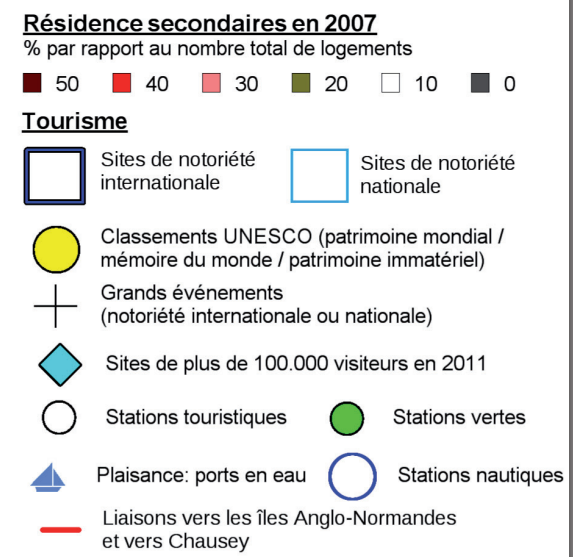 Résidence secondaires en 2007
% par rapport au nombre total de logements
50 40 30 20 10 0
Tourisme
Sites de notoriété
internationale
Sites de notoriété
nationale
Classements UNESCO (patrimoine mondial /
mémoire du monde / patrimoine immatériel)
Grands événements
(notoriété internationale ou nationale)
Sites de plus de 100.000 visiteurs en 2011
Stations touristiques Stations vertes
Plaisance: ports en eau Stations nautiques
Liaisons vers les îles Anglo-Normandes
et vers Chausey